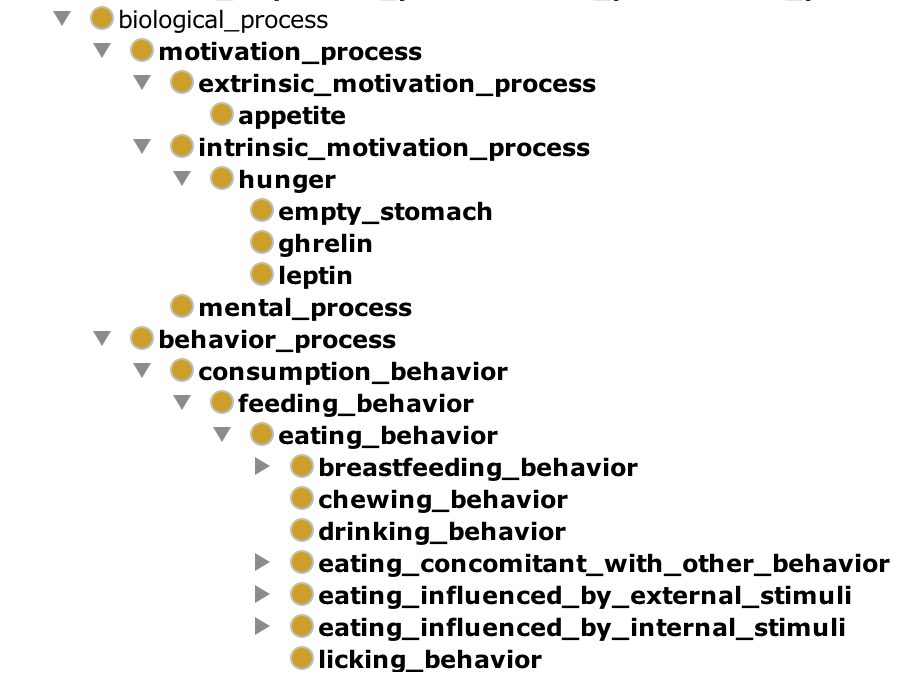 biological_process
motivation_process
extrinsic_motivation_process
appetite
intrinsic_motivation_process
hunger
empty_stomach
ghrelin
leptin
mental_process
behavior_process
consumption_behavior
feeding_behavior
eating_behavior
breastfeeding_behavior
chewing_behavior
drinking_behavior
eating_concomitant_with_other_behavior
eating_influenced_by_external_stimuli
eating_influenced_by_internal_stimuli
licking_behavior